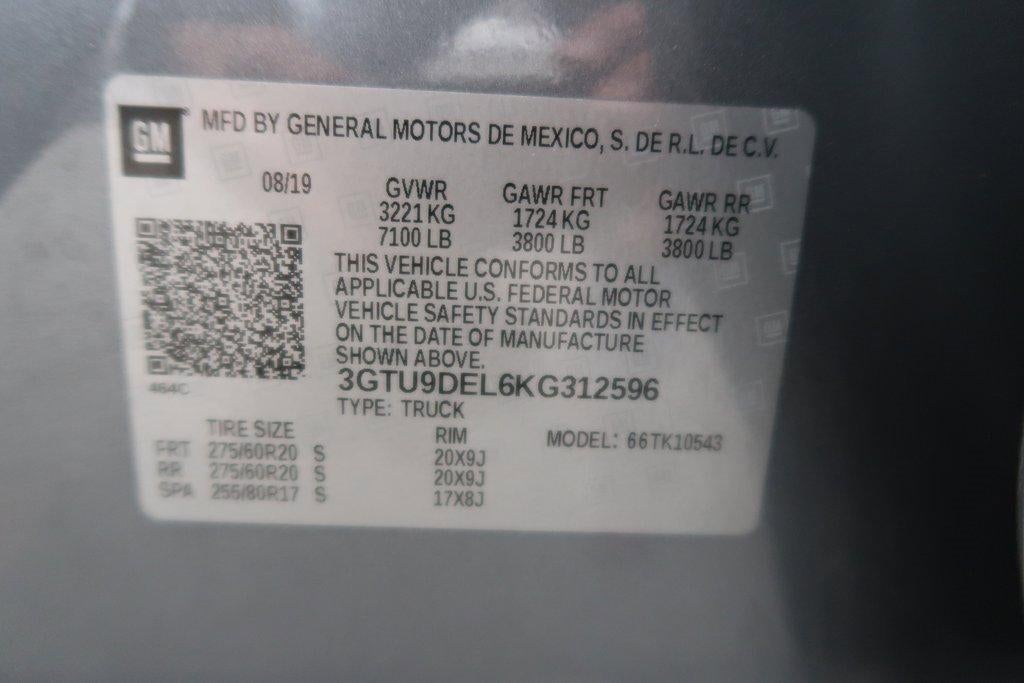 GM MFD BY GENERAL MOTORS DE MEXICO, S. DE R.L. DE C.V.
08/19 GVWR GAWR FRT GAWR RR
3221 KG 1724 KG 1724 KG
7100 LB 3800 LB 3800 LB
THIS VEHICLE CONFORMS TO ALL
APPLICABLE U.S. FEDERAL MOTOR
VEHICLE SAFETY STANDARDS IN EFFECT
ON THE DATE OF MANUFACTURE
SHOWN ABOVE.
464C
3GTU9DEL6KG312596
TYPE: TRUCK
TIRE SIZE RIM MODEL: 66TK10543
FRT 275/60R20 S 20X9J
RR 275/60R20 S 20X9J
SPA 255/80R17 S 17X8J